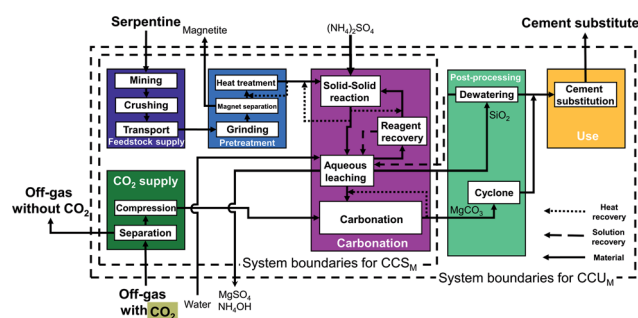 Serpentine
Magnetite
(NH₄)₂SO₄
Cement substitute
Mining
Crushing
Transport
Feedstock supply
Heat treatment
Magnet separation
Grinding
Pretreatment
Solid-Solid
reaction
Reagent
recovery
Aqueous
leaching
Carbonation
Carbonation
Post-processing
Dewatering
SiO₂
Cyclone
MgCO₃
Cement
substitution
Use
CO₂ supply
Compression
Separation
Off-gas
without CO₂
Off-gas
with CO₂
Water
MgSO₄
NH₄OH
System boundaries for CCS_M
System boundaries for CCU_M
Heat
recovery
Solution
recovery
Material